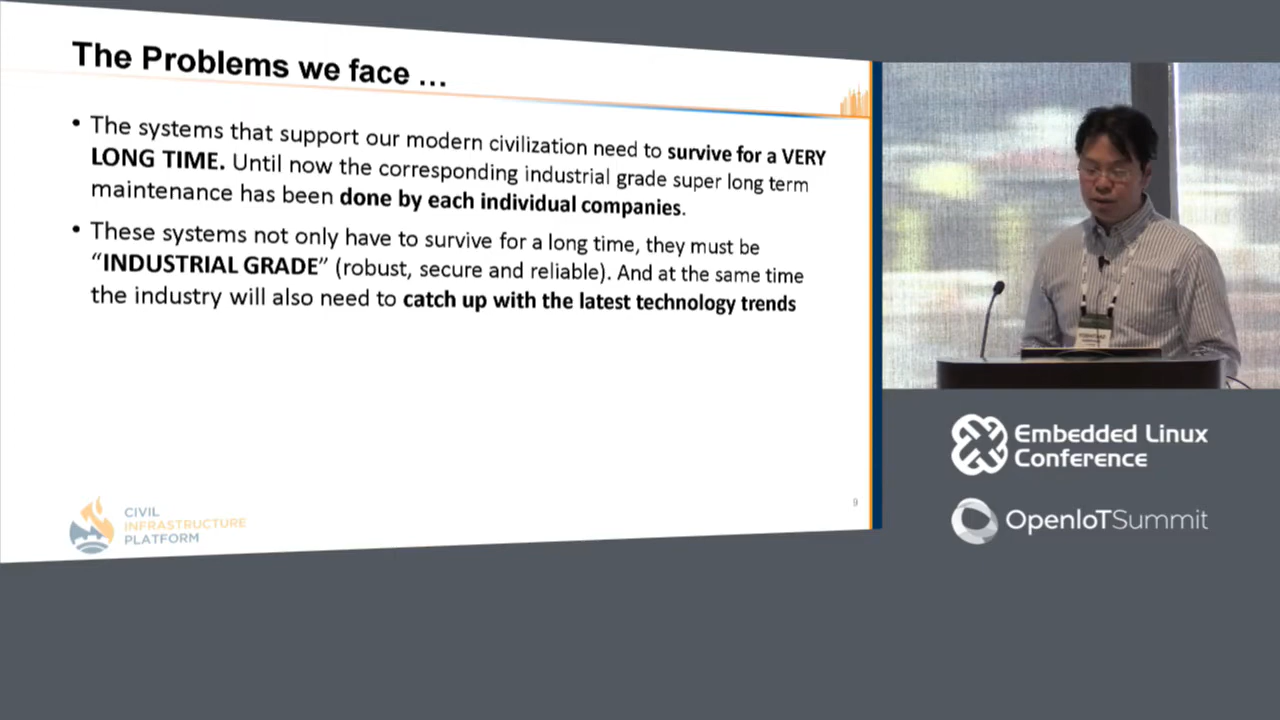 The Problems we face ...
• The systems that support our modern civilization need to survive for a VERY
LONG TIME. Until now the corresponding industrial grade super long term
maintenance has been done by each individual companies.
• These systems not only have to survive for a long time, they must be
“INDUSTRIAL GRADE” (robust, secure and reliable). And at the same time
the industry will also need to catch up with the latest technology trends
CIVIL
INFRASTRUCTURE
PLATFORM
9
Embedded Linux
Conference
OpenIoTSummit